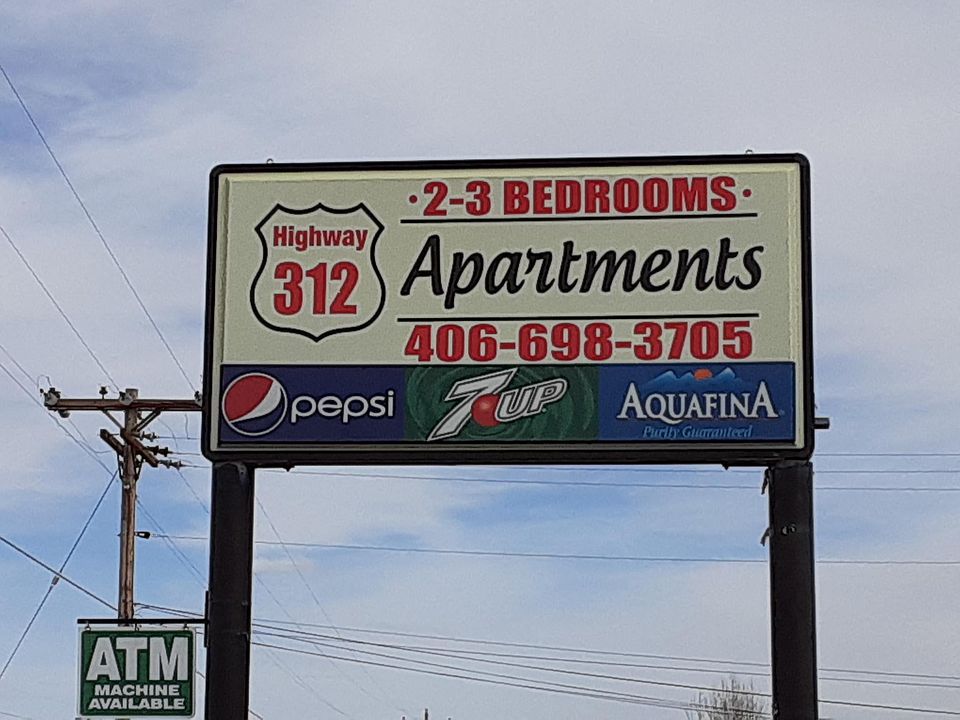 ·2-3 BEDROOMS·
Highway
312
Apartments
406-698-3705
pepsi
7UP
AQUAFINA
Purity Guaranteed
ATM
MACHINE
AVAILABLE